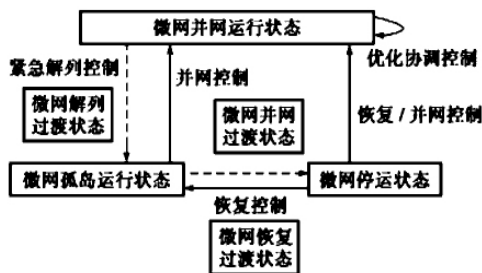 微网并网运行状态
紧急解列控制
并网控制
优化协调控制
微网解列
过渡状态
微网并网
过渡状态
恢复/并网控制
微网孤岛运行状态
微网停运状态
恢复控制
微网恢复
过渡状态